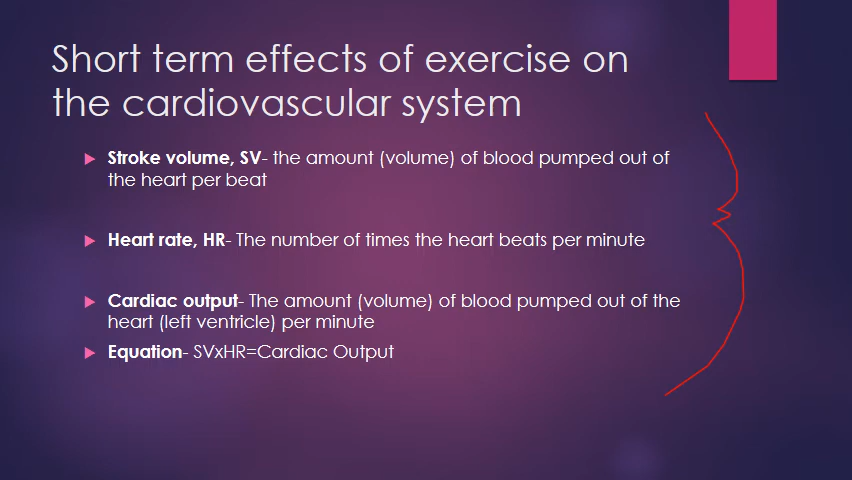 Short term effects of exercise on
the cardiovascular system
Stroke volume, SV- the amount (volume) of blood pumped out of
the heart per beat
Heart rate, HR- The number of times the heart beats per minute
Cardiac output- The amount (volume) of blood pumped out of the
heart (left ventricle) per minute
Equation- SVxHR=Cardiac Output